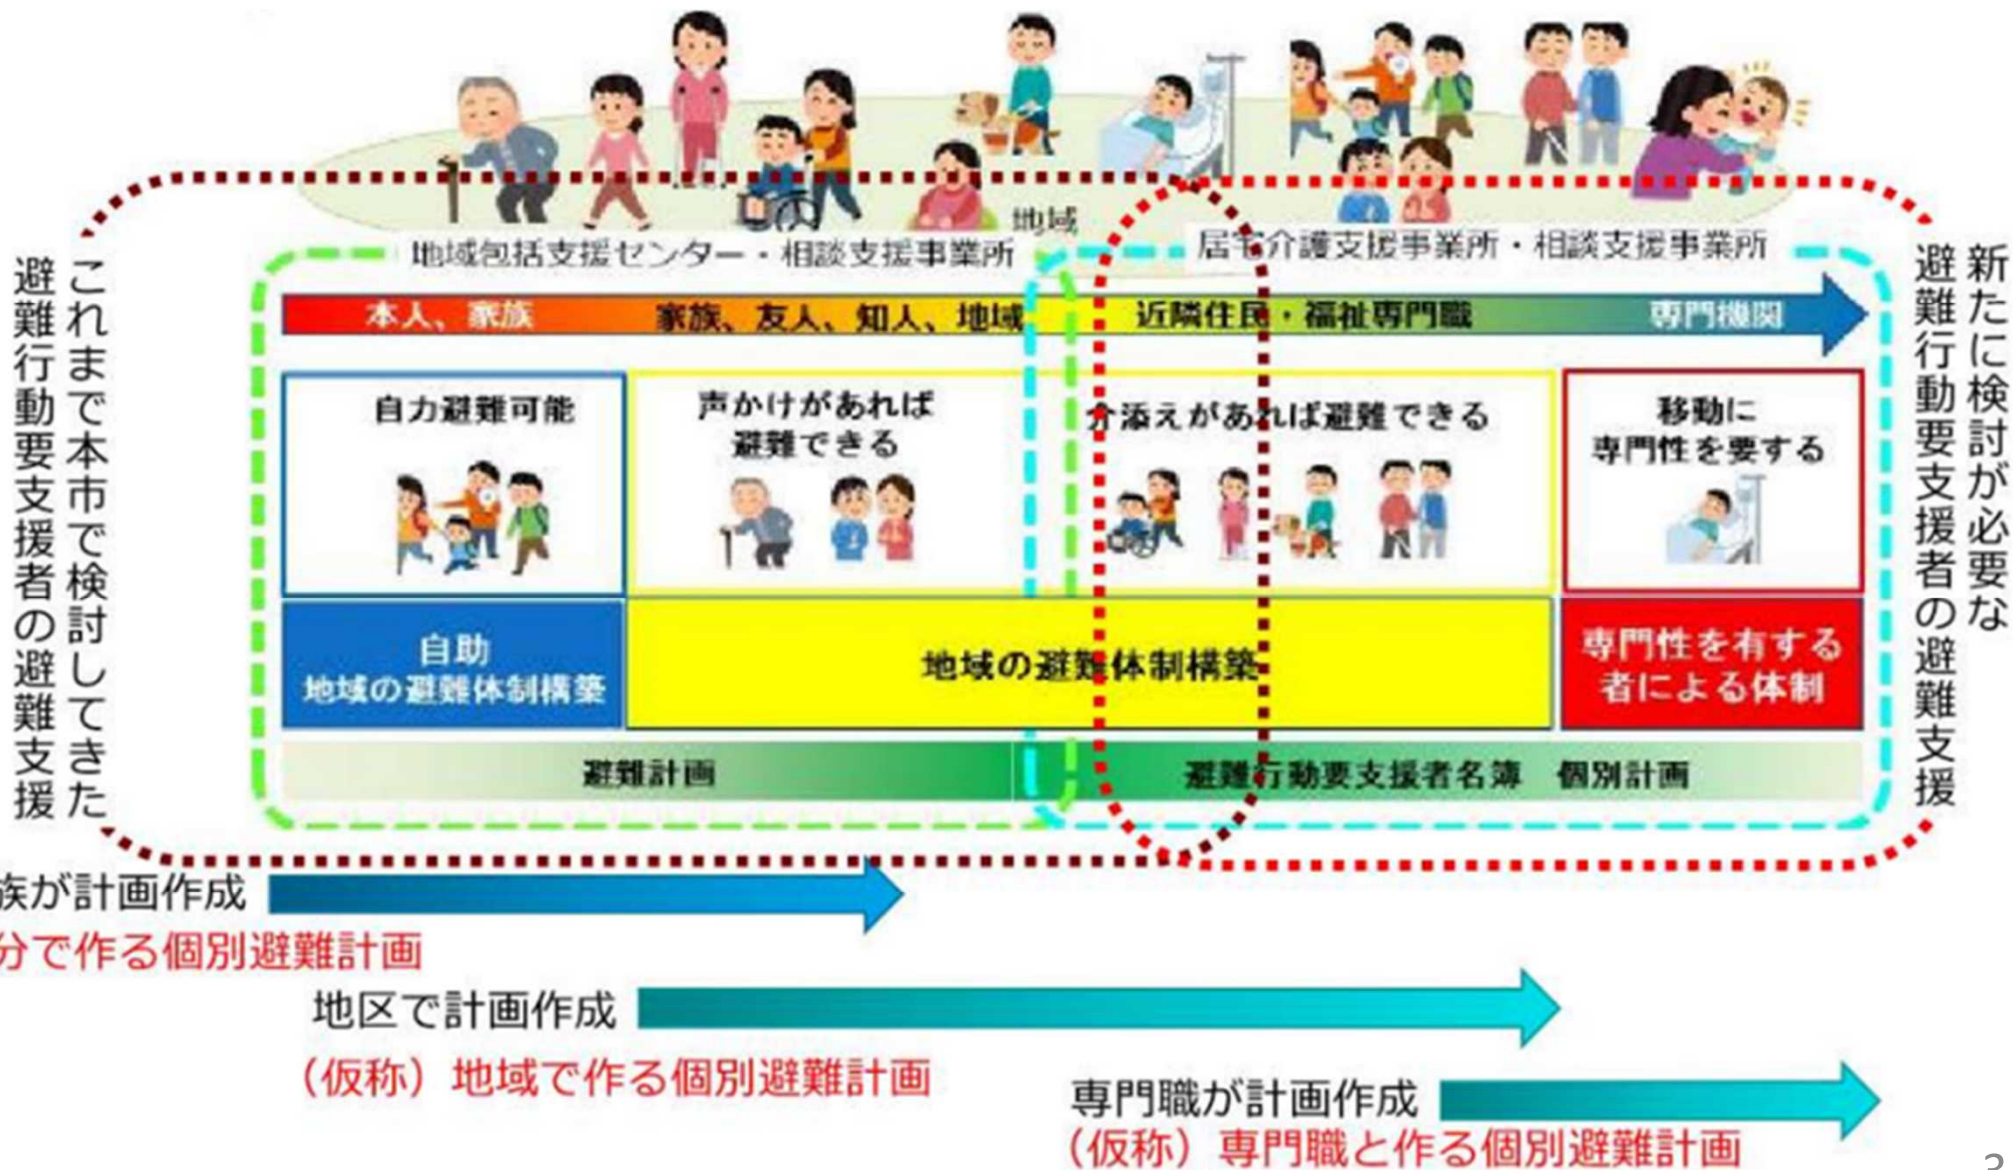 地域
地域包括支援センター・相談支援事業所
居宅介護支援事業所・相談支援事業所
これまで本市で検討してきた
避難行動要支援者の避難支援
新たに検討が必要な
避難行動要支援者の避難支援
本人、家族
家族、友人、知人、地域
近隣住民・福祉専門職
専門機関
自力避難可能
声かけがあれば
避難できる
介添えがあれば避難できる
移動に
専門性を要する
自助
地域の避難体制構築
地域の避難体制構築
専門性を有する
者による体制
避難計画
避難行動要支援者名簿 個別計画
族が計画作成
分で作る個別避難計画
地区で計画作成
（仮称）地域で作る個別避難計画
専門職が計画作成
（仮称）専門職と作る個別避難計画